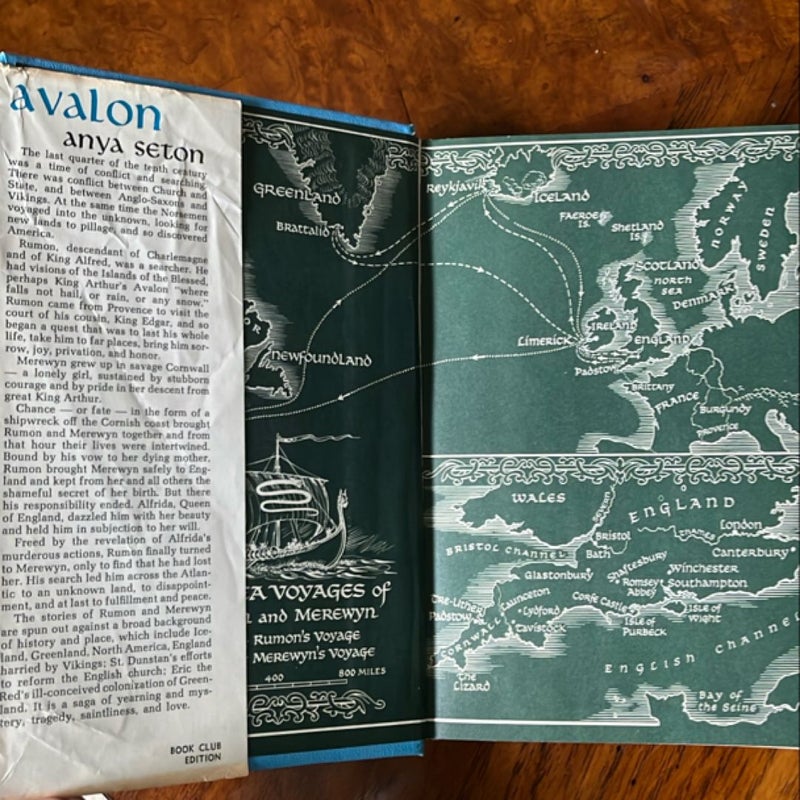 avalon
anya seton
The last quarter of the tenth century
was a time of conflict and searching.
There was conflict between Church and
State, and between Anglo-Saxons and
Vikings. At the same time the Norsemen
voyaged into the unknown, looking for
new lands to pillage, and so discovered
America.
Rumon, descendant of Charlemagne
and of King Alfred, was a searcher. He
had visions of the Islands of the Blessed,
perhaps King Arthur's Avalon "where
falls not hail, or rain, or any snow."
Rumon came from Provence to visit the
court of his cousin, King Edgar, and so
began a quest that was to last his whole
life, take him to far places, bring him sor-
row, joy, privation, and honor.
Merewyn grew up in savage Cornwall
— a lonely girl, sustained by stubborn
courage and by pride in her descent from
great King Arthur.
Chance — or fate — in the form of a
shipwreck off the Cornish coast brought
Rumon and Merewyn together and from
that hour their lives were intertwined.
Bound by his vow to her dying mother,
Rumon brought Merewyn safely to Eng-
land and kept from her and all others the
shameful secret of her birth. But there
his responsibility ended. Alfrida, Queen
of England, dazzled him with her beauty
and held him in subjection to her will.
Freed by the revelation of Alfrida's
murderous actions, Rumon finally turned
to Merewyn, only to find that he had lost
her. His search led him across the Atlan-
tic to an unknown land, to disappoint-
ment, and at last to fulfillment and peace.
The stories of Rumon and Merewyn
are spun out against a broad background
of history and place, which include Ice-
land, Greenland, North America, England
harried by Vikings; St. Dunstan's efforts
to reform the English church; Eric the
Red's ill-conceived colonization of Green-
land. It is a saga of yearning and mys-
tery, tragedy, saintliness, and love.
BOOK CLUB
EDITION
GREENLAND
Brattalid
OR
NEWFOUNDLAND
A VOYAGES of
and MEREWYN
Rumon's Voyage
Merewyn's Voyage
400 800 MILES
Reykjavik
ICELAND
FAEROE
IS.
Shetland
Is.
NORWAY
SWEDEN
SCOTLAND
NORTH
SEA
DENMARK
IRELAND
ENGLAND
Limerick
Padstow
Brittany
FRANCE
Burgundy
Provence
WALES
Severn
ENGLAND
THAMES
London
Bristol
BRISTOL CHANNEL
Bath
Canterbury
Glastonbury
Shaftesbury
Winchester
Romsey
Abbey
Southampton
Tre-Uther
Padstow
Launceston
Lydford
Corfe Castle
Isle of
Wight
Tavistock
Isle of
Purbeck
CORNWALL
ENGLISH CHANNEL
The
Lizard
Bay of
the Seine